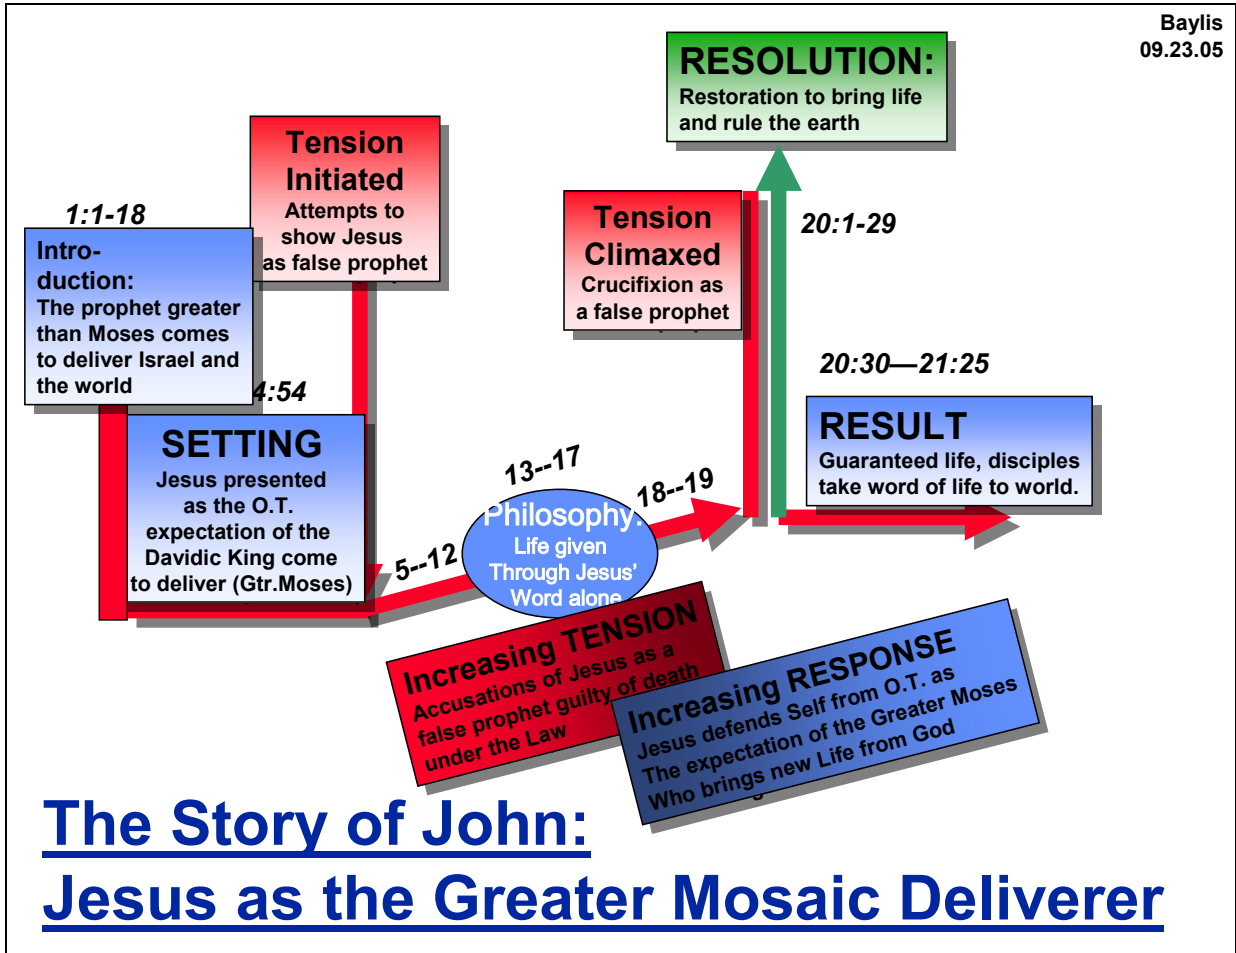 Baylis
09.23.05
RESOLUTION:
Restoration to bring life
and rule the earth
Tension
Initiated
Attempts to
show Jesus
as false prophet
1:1-18
Intro-
duction:
The prophet greater
than Moses comes
to deliver Israel and
the world
Tension
Climaxed
Crucifixion as
a false prophet
20:1-29
20:30—21:25
4:54
SETTING
Jesus presented
as the O.T.
expectation of the
Davidic King come
to deliver (Gtr.Moses)
RESULT
Guaranteed life, disciples
take word of life to world.
5--12
13--17
18--19
Philosophy:
Life given
Through Jesus'
Word alone
Increasing TENSION
Accusations of Jesus as a
false prophet guilty of death
under the Law
Increasing RESPONSE
Jesus defends Self from O.T. as
The expectation of the Greater Moses
Who brings new Life from God
The Story of John:
Jesus as the Greater Mosaic Deliverer